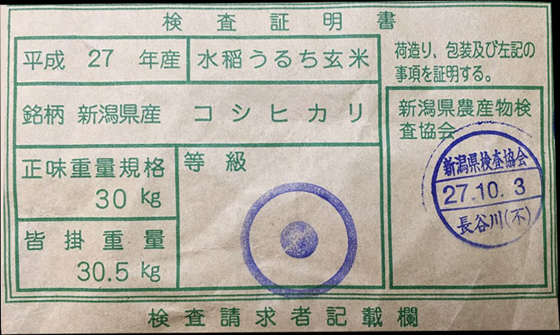 検査証明書
平成 27 年産 水稲うるち玄米
荷造り、包装及び左記の
事項を証明する。
銘柄 新潟県産 コシヒカリ
新潟県農産物検
査協会
正味重量規格
30 kg
等級
新潟県検査協会
27.10.3
長谷川(不)
皆掛重量
30.5 kg
検査請求者記載欄